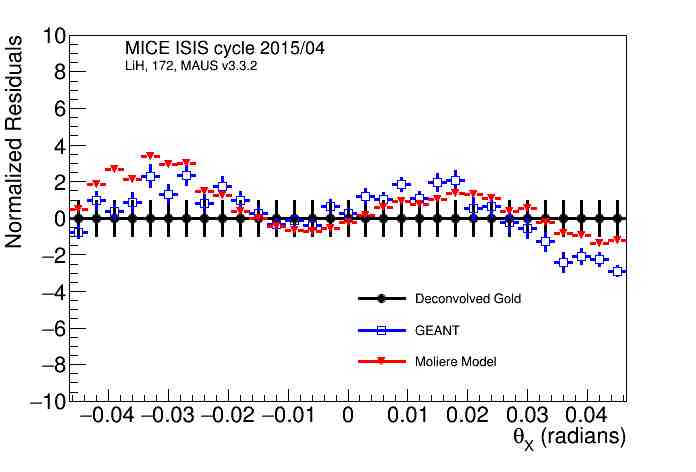 MICE ISIS cycle 2015/04
LiH, 172, MAUS v3.3.2
Normalized Residuals
10
8
6
4
2
0
−2
−4
−6
−8
−10
Deconvolved Gold
GEANT
Moliere Model
−0.04 −0.03 −0.02 −0.01 0 0.01 0.02 0.03 0.04
θX (radians)